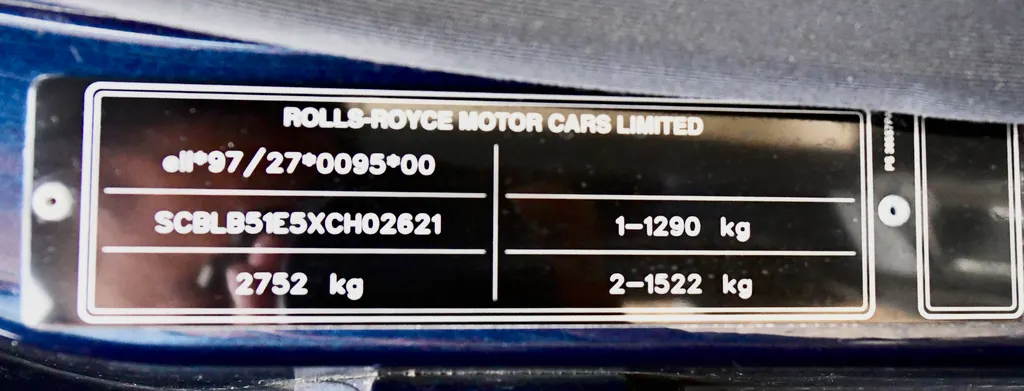 ROLLS-ROYCE MOTOR CARS LIMITED
e11*97/27*0095*00
SCBLB51E5XCH02621
1-1290 kg
2752 kg
2-1522 kg